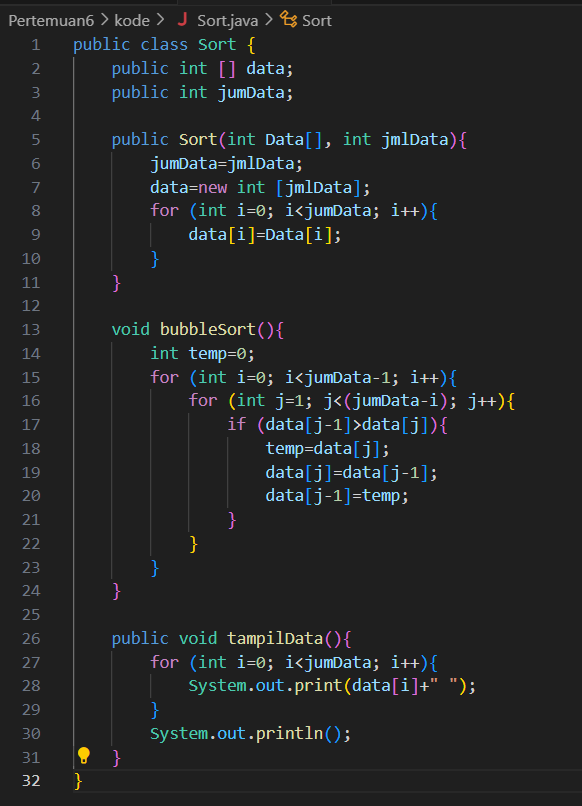 Pertemuan6 > kode > J Sort.java > Sort
1 public class Sort {
2     public int [] data;
3     public int jumData;
4
5     public Sort(int Data[], int jmlData){
6         jumData=jmlData;
7         data=new int [jmlData];
8         for (int i=0; i<jumData; i++){
9             data[i]=Data[i];
10         }
11     }
12
13     void bubbleSort(){
14         int temp=0;
15         for (int i=0; i<jumData-1; i++){
16             for (int j=1; j<(jumData-i); j++){
17                 if (data[j-1]>data[j]){
18                     temp=data[j];
19                     data[j]=data[j-1];
20                     data[j-1]=temp;
21                 }
22             }
23         }
24     }
25
26     public void tampilData(){
27         for (int i=0; i<jumData; i++){
28             System.out.print(data[i]+" ");
29         }
30         System.out.println();
31     }
32 }